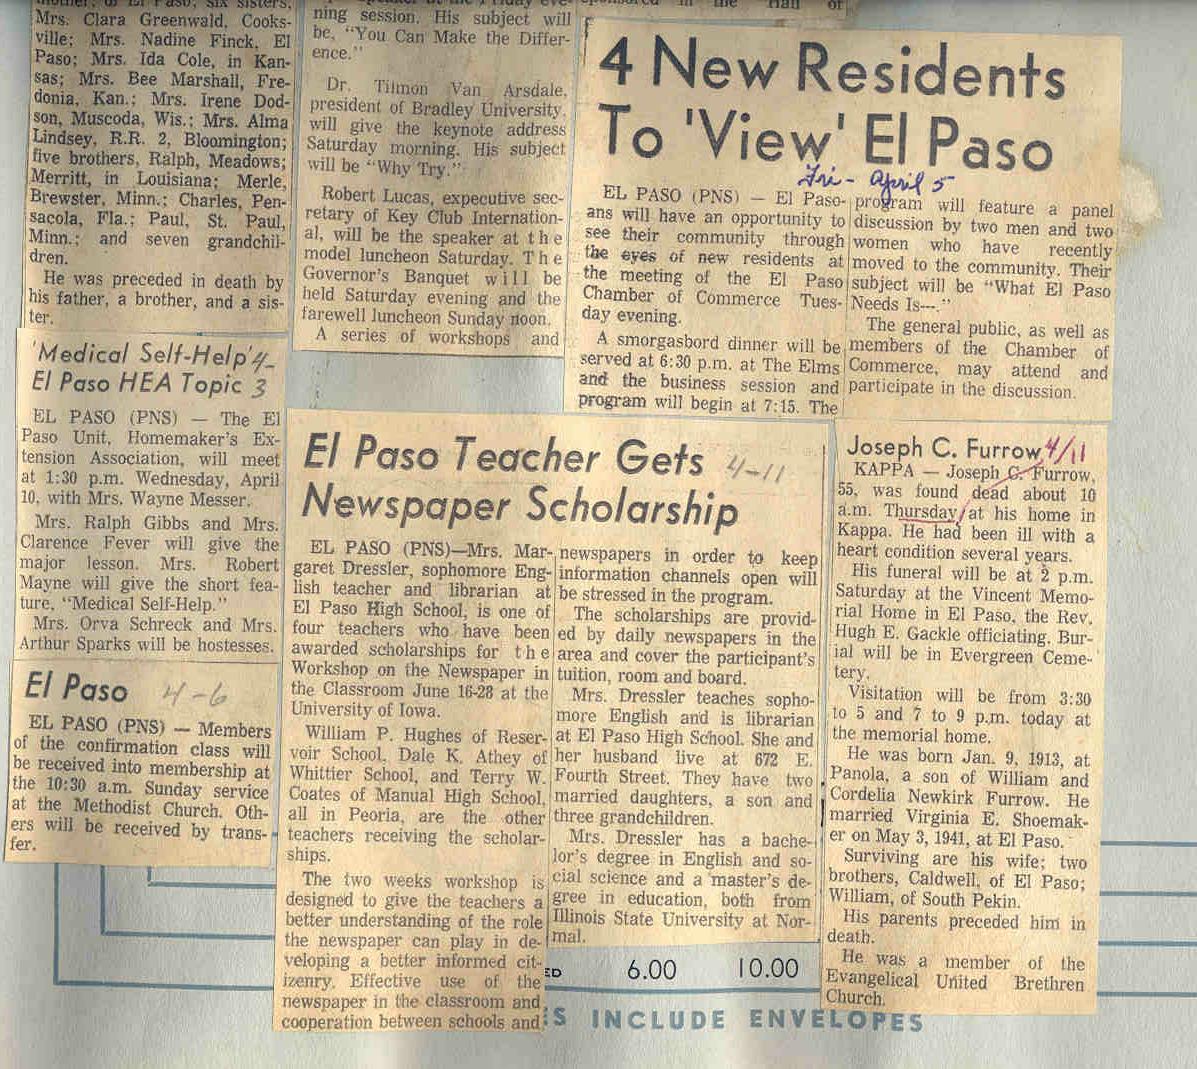 mother, of El Paso; six sisters,
Mrs. Clara Greenwald, Cooks-
ville; Mrs. Nadine Finck, El
Paso; Mrs. Ida Cole, in Kan-
sas; Mrs. Bee Marshall, Fre-
donia, Kan.; Mrs. Irene Dod-
son, Muscoda, Wis.; Mrs. Alma
Lindsey, R.R. 2, Bloomington;
five brothers, Ralph, Meadows;
Merritt, in Louisiana; Merle,
Brewster, Minn.; Charles, Pen-
sacola, Fla.; Paul, St. Paul,
Minn.; and seven grandchil-
dren.
He was preceded in death by
his father, a brother, and a sis-
ter.
'Medical Self-Help' 4-
El Paso HEA Topic 3
EL PASO (PNS) — The El
Paso Unit, Homemaker's Ex-
tension Association, will meet
at 1:30 p.m. Wednesday, April
10, with Mrs. Wayne Messer.
Mrs. Ralph Gibbs and Mrs.
Clarence Fever will give the
major lesson. Mrs. Robert
Mayne will give the short fea-
ture, "Medical Self-Help."
Mrs. Orva Schreck and Mrs.
Arthur Sparks will be hostesses.
El Paso 4-6
EL PASO (PNS) — Members
of the confirmation class will
be received into membership at
the 10:30 a.m. Sunday service
at the Methodist Church. Oth-
ers will be received by trans-
fer.
ning session. His subject will
be, "You Can Make the Differ-
ence."
Dr. Tilmon Van Arsdale,
president of Bradley University,
will give the keynote address
Saturday morning. His subject
will be "Why Try."
Robert Lucas, expecutive sec-
retary of Key Club Internation-
al, will be the speaker at the
model luncheon Saturday. The
Governor's Banquet will be
held Saturday evening and the
farewell luncheon Sunday noon.
A series of workshops and
sponsored in the Hall of
4 New Residents
To 'View' El Paso
Fri - April 5
EL PASO (PNS) — El Paso-
ans will have an opportunity to
see their community through
the eyes of new residents at
the meeting of the El Paso
Chamber of Commerce Tues-
day evening.
A smorgasbord dinner will be
served at 6:30 p.m. at The Elms
and the business session and
program will begin at 7:15. The
program will feature a panel
discussion by two men and two
women who have recently
moved to the community. Their
subject will be "What El Paso
Needs Is---."
The general public, as well as
members of the Chamber of
Commerce, may attend and
participate in the discussion.
El Paso Teacher Gets 4-11
Newspaper Scholarship
EL PASO (PNS)—Mrs. Mar-
garet Dressler, sophomore Eng-
lish teacher and librarian at
El Paso High School, is one of
four teachers who have been
awarded scholarships for the
Workshop on the Newspaper in
the Classroom June 16-28 at the
University of Iowa.
William P. Hughes of Reser-
voir School, Dale K. Athey of
Whittier School, and Terry W.
Coates of Manual High School,
all in Peoria, are the other
teachers receiving the scholar-
ships.
The two weeks workshop is
designed to give the teachers a
better understanding of the role
the newspaper can play in de-
veloping a better informed cit-
izenry. Effective use of the
newspaper in the classroom and
cooperation between schools and
newspapers in order to keep
information channels open will
be stressed in the program.
The scholarships are provid-
ed by daily newspapers in the
area and cover the participant's
tuition, room and board.
Mrs. Dressler teaches sopho-
more English and is librarian
at El Paso High School. She and
her husband live at 672 E.
Fourth Street. They have two
married daughters, a son and
three grandchildren.
Mrs. Dressler has a bache-
lor's degree in English and so-
cial science and a master's de-
gree in education, both from
Illinois State University at Nor-
mal.
Joseph C. Furrow 4/11
KAPPA — Joseph C. Furrow,
55, was found dead about 10
a.m. Thursday at his home in
Kappa. He had been ill with a
heart condition several years.
His funeral will be at 2 p.m.
Saturday at the Vincent Memo-
rial Home in El Paso, the Rev.
Hugh E. Gackle officiating. Bur-
ial will be in Evergreen Ceme-
tery.
Visitation will be from 3:30
to 5 and 7 to 9 p.m. today at
the memorial home.
He was born Jan. 9, 1913, at
Panola, a son of William and
Cordelia Newkirk Furrow. He
married Virginia E. Shoemak-
er on May 3, 1941, at El Paso.
Surviving are his wife; two
brothers, Caldwell, of El Paso;
William, of South Pekin.
His parents preceded him in
death.
He was a member of the
Evangelical United Brethren
Church.
ED 6.00 10.00
S INCLUDE ENVELOPES